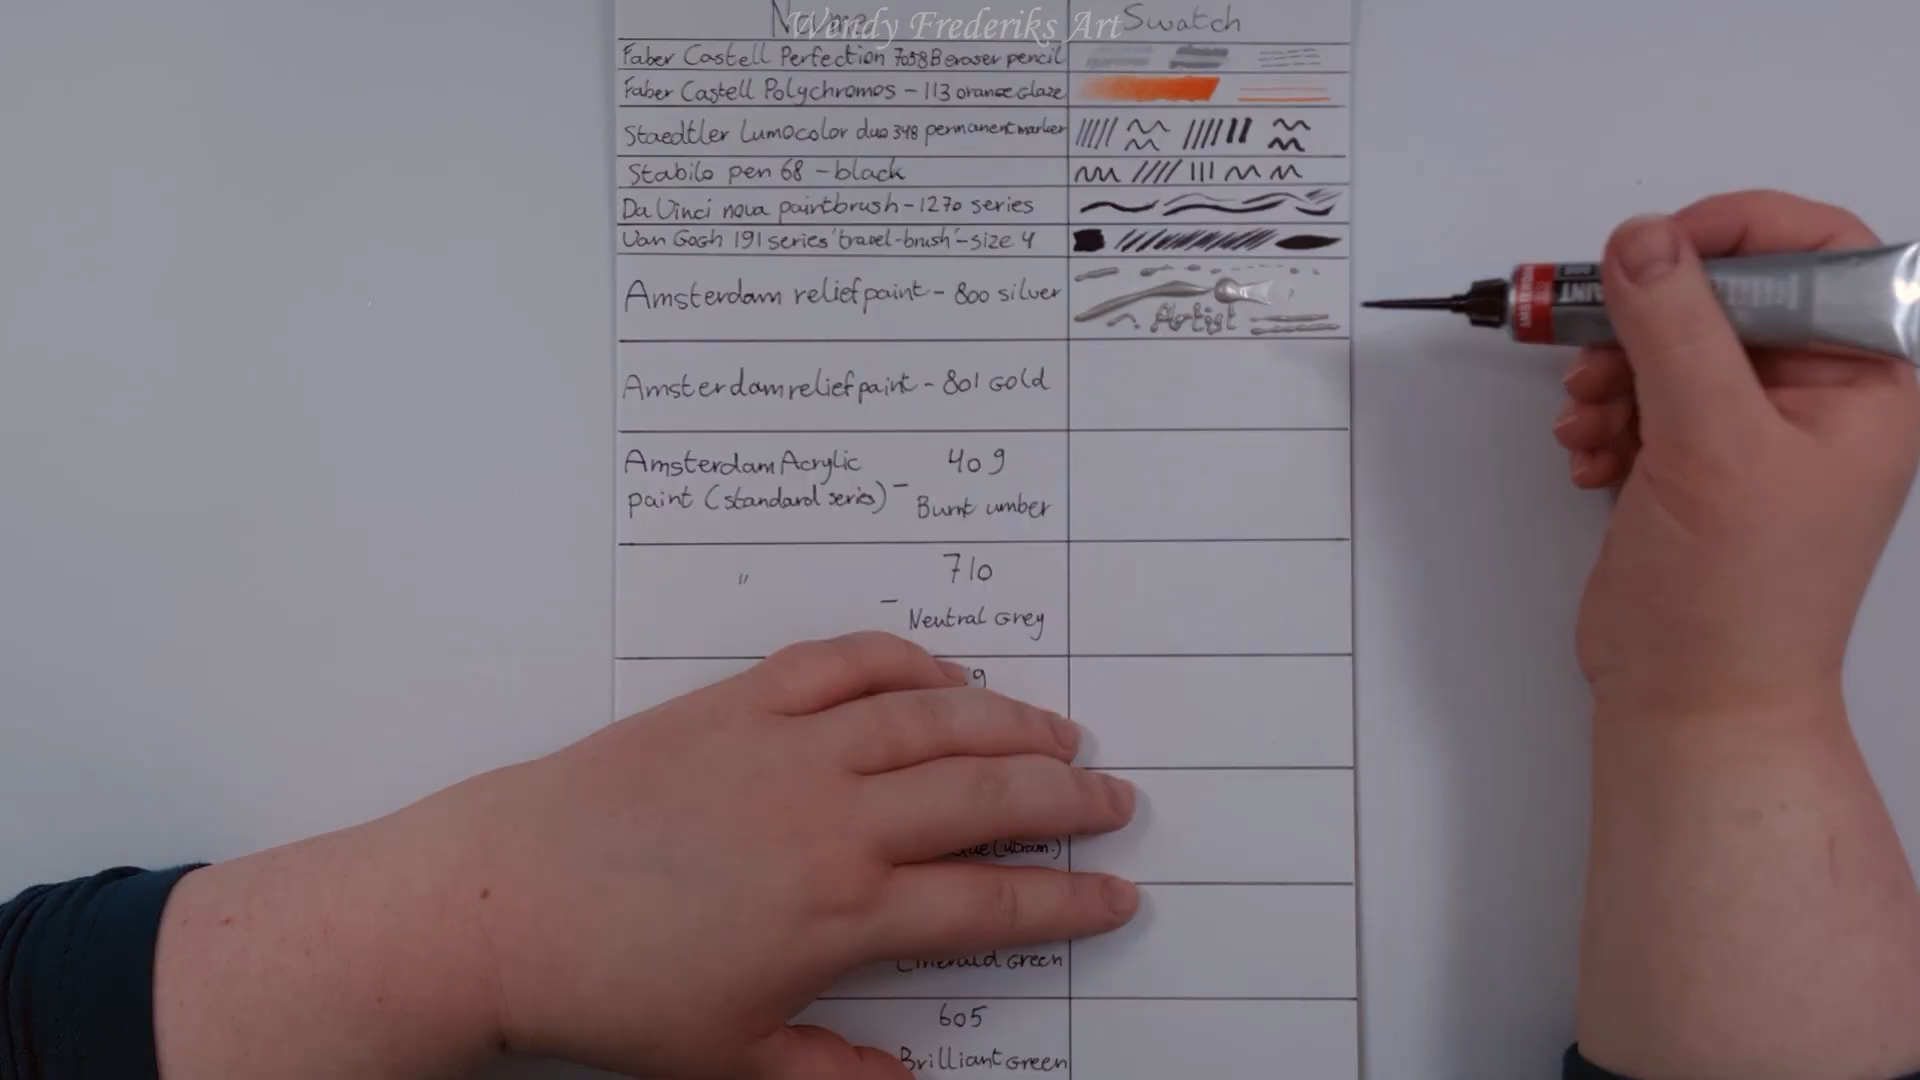 Name Swatch
Wendy Frederiks Art
Faber Castell Perfection 7058B eraser pencil
Faber Castell Polychromos - 113 orange Glaze
Staedtler Lumocolor duo 348 permanent marker
Stabilo pen 68 - black
Da Vinci nova paintbrush - 1270 series
Van Gogh 191 series 'travel-brush' - size 4
Amsterdam relief paint - 800 silver
Artist
Amsterdam relief paint - 801 Gold
Amsterdam Acrylic 409
paint (standard series) - Burnt umber
" 710
- Neutral Grey
(ultram.)
Emerald Green
605
Brilliant Green